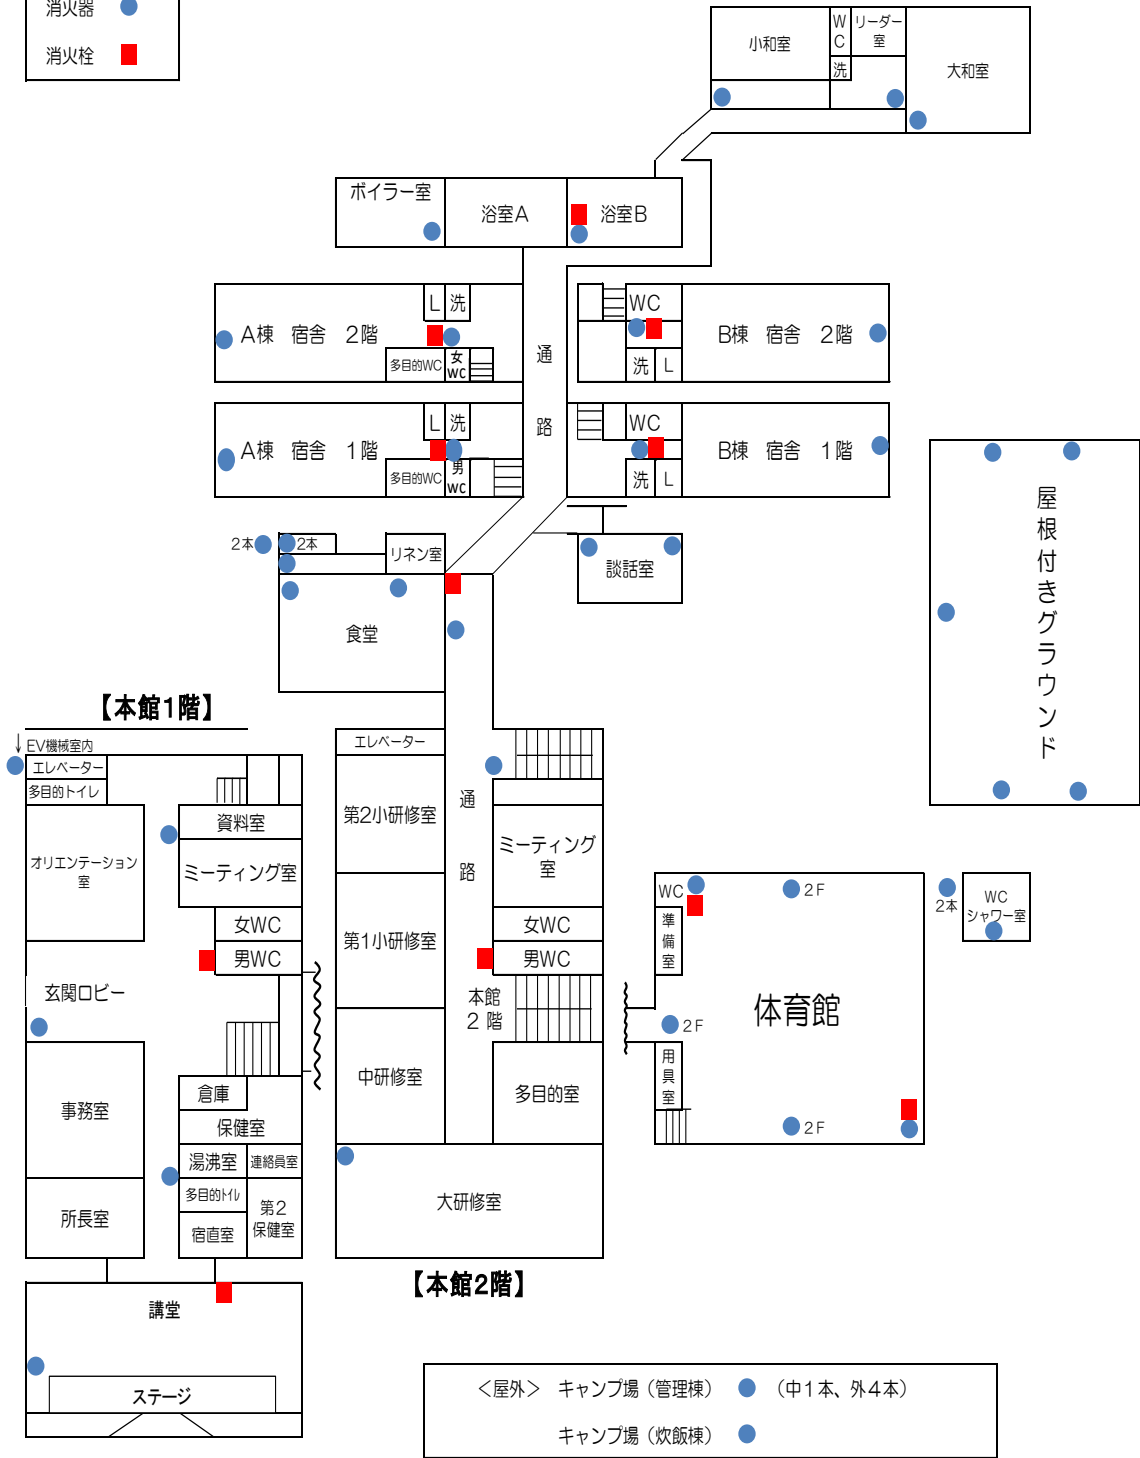 消火器
消火栓
小和室
WC
リーダー室
洗
大和室
ボイラー室
浴室A
浴室B
L
洗
A棟 宿舎 2階
多目的WC
女WC
WC
B棟 宿舎 2階
洗
L
通路
L
洗
A棟 宿舎 1階
多目的WC
男WC
WC
B棟 宿舎 1階
洗
L
屋根付きグラウンド
2本
2本
リネン室
談話室
食堂
【本館1階】
↓EV機械室内
エレベーター
多目的トイレ
資料室
オリエンテーション
室
ミーティング室
女WC
男WC
玄関ロビー
倉庫
事務室
保健室
湯沸室
連絡員室
多目的トイレ
第2
保健室
所長室
宿直室
講堂
ステージ
エレベーター
第2小研修室
通路
ミーティング
室
第1小研修室
女WC
男WC
本館
2階
中研修室
多目的室
大研修室
【本館2階】
WC
2F
準備室
体育館
2F
用具室
2F
2本
WC
シャワー室
<屋外> キャンプ場(管理棟) (中1本、外4本)
キャンプ場(炊飯棟)